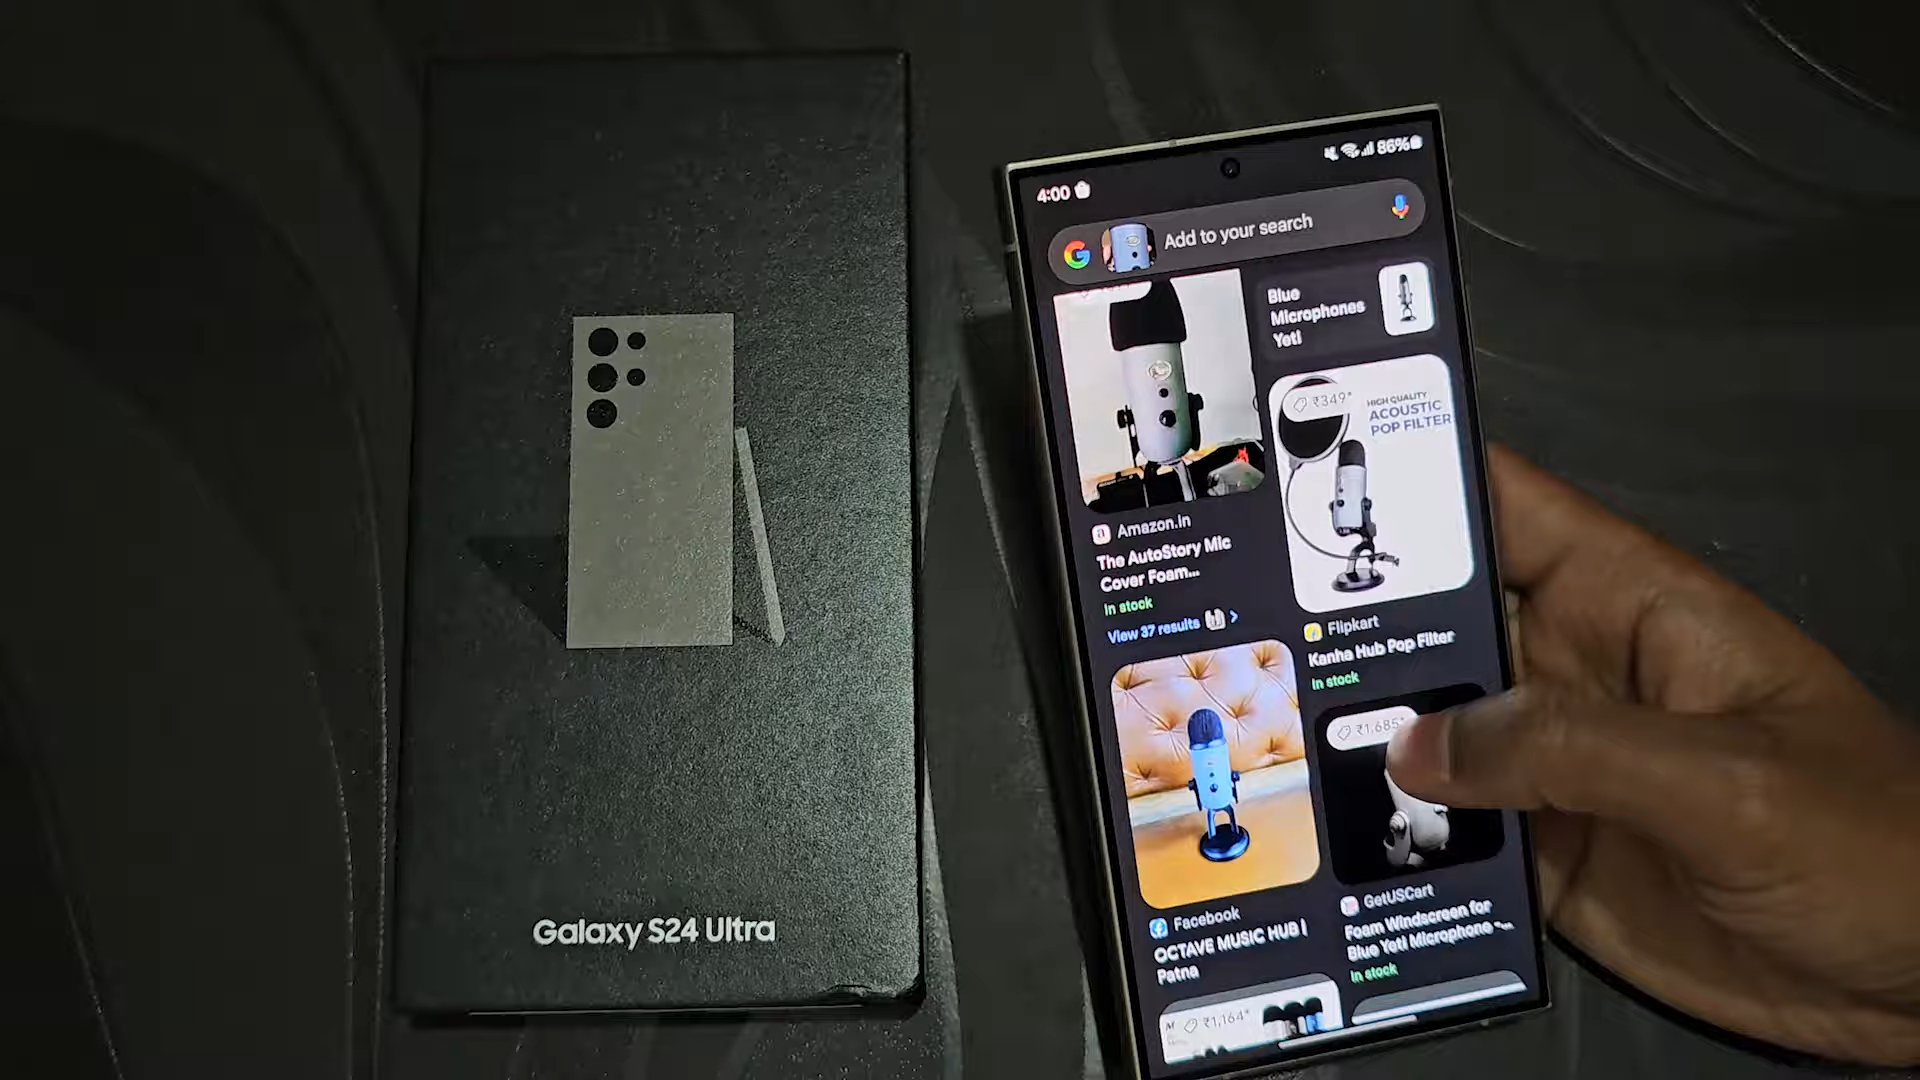 Galaxy S24 Ultra
4:00
86%
Add to your search
Blue
Microphones
Yeti
₹349*
HIGH QUALITY
ACOUSTIC
POP FILTER
Amazon.in
The AutoStory Mic
Cover Foam...
In stock
View 37 results
Flipkart
Kanha Hub Pop Filter
In stock
₹1,685*
Facebook
OCTAVE MUSIC HUB |
Patna
GetUSCart
Foam Windscreen for
Blue Yeti Microphone -...
In stock
₹1,164*